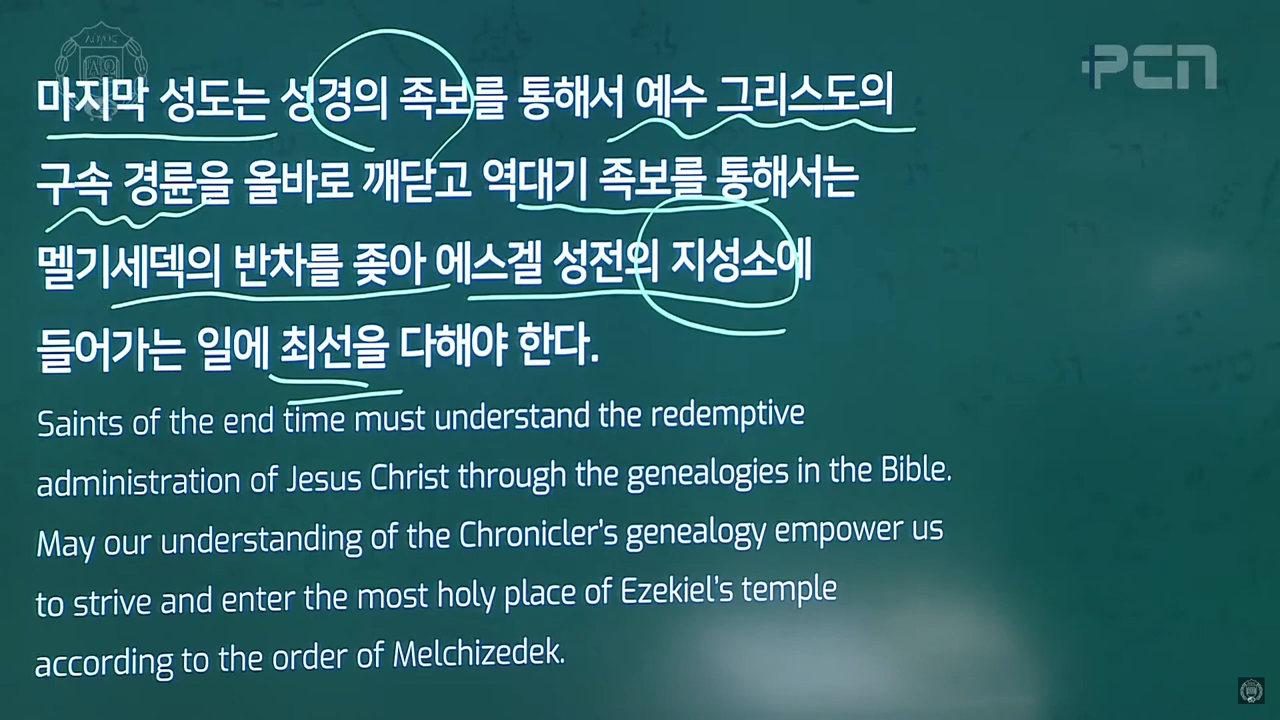 PCN
마지막 성도는 성경의 족보를 통해서 예수 그리스도의
구속 경륜을 올바로 깨닫고 역대기 족보를 통해서는
멜기세덱의 반차를 좇아 에스겔 성전의 지성소에
들어가는 일에 최선을 다해야 한다.
Saints of the end time must understand the redemptive
administration of Jesus Christ through the genealogies in the Bible.
May our understanding of the Chronicler's genealogy empower us
to strive and enter the most holy place of Ezekiel's temple
according to the order of Melchizedek.